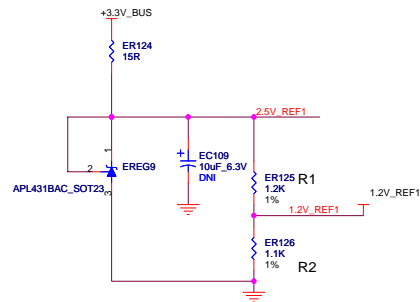 +3.3V_BUS
ER124
15R
2.5V_REF1
1
EREG9
2
APL431BAC_SOT23
3
EC109
10uF_6.3V
DNI
ER125 R1
1.2K
1%
1.2V_REF1
1.2V_REF1
ER126
1.1K
1% R2